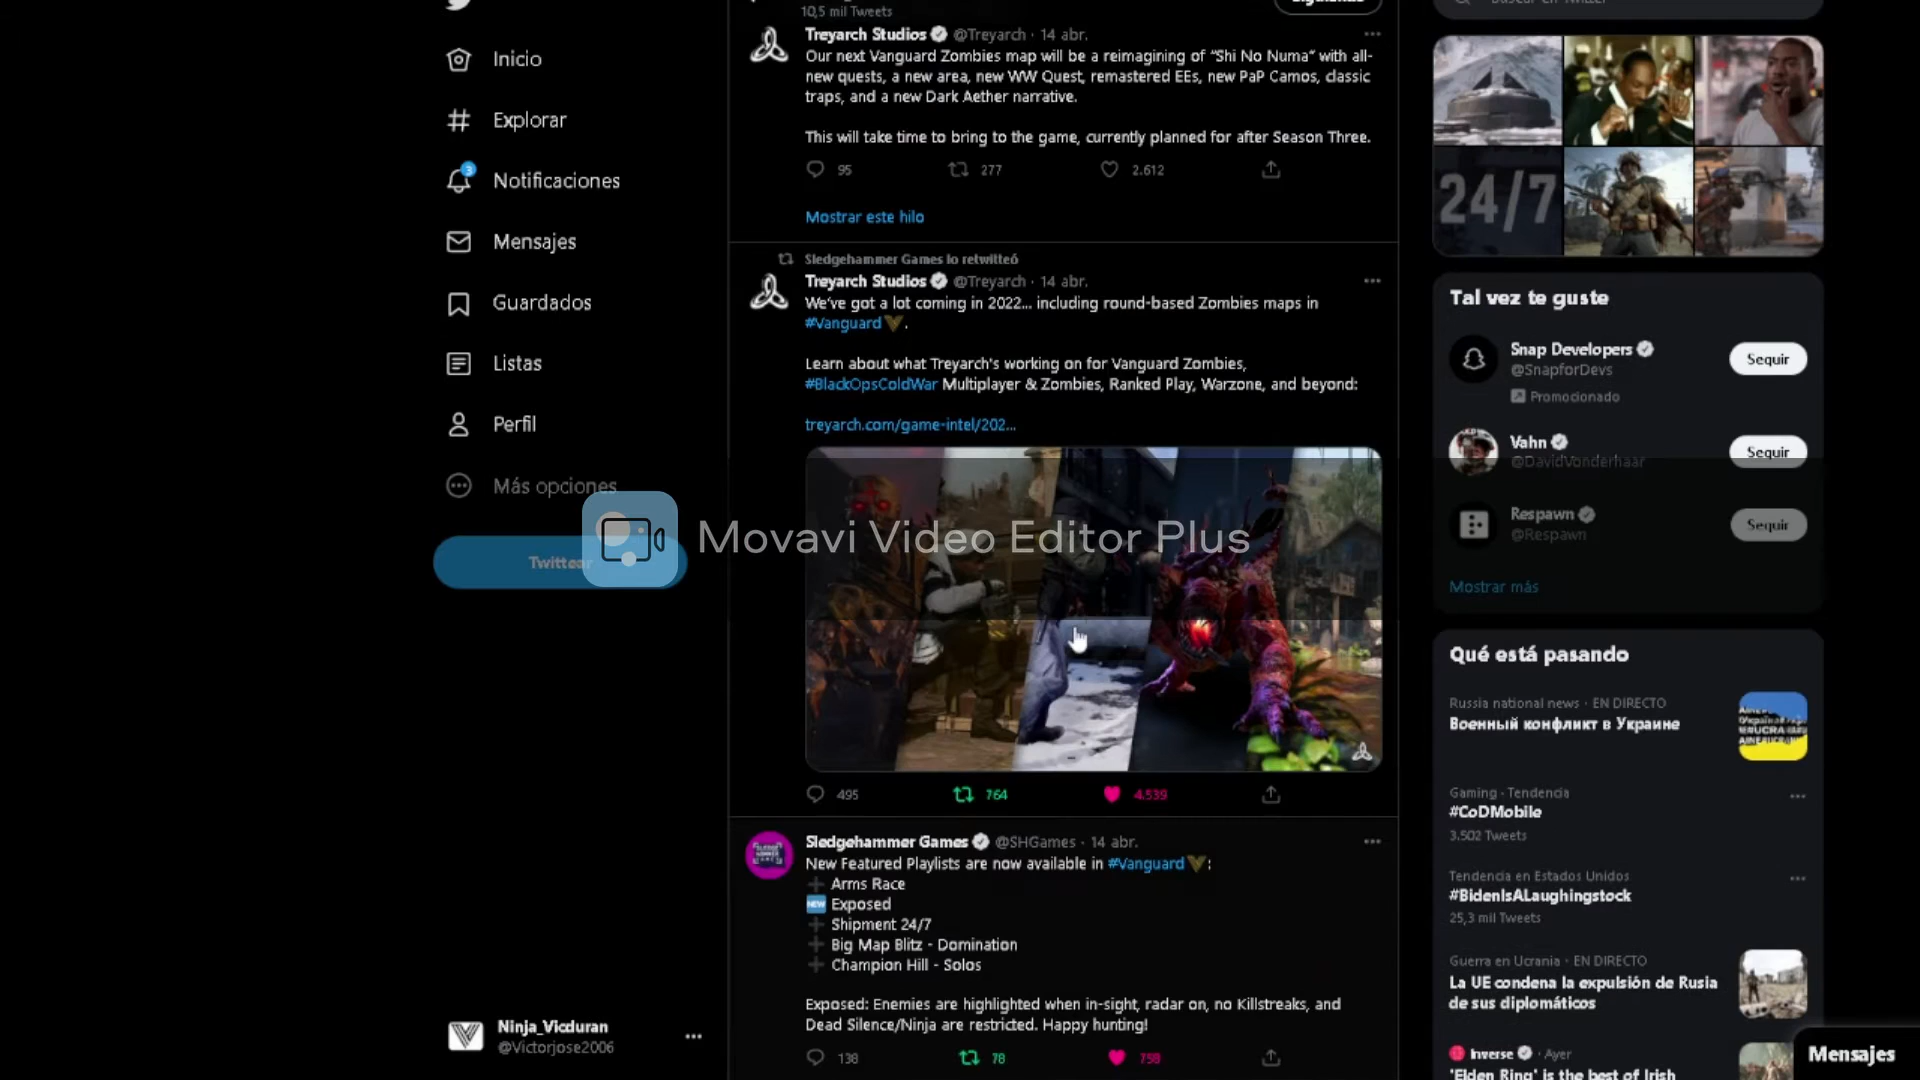 10,5 mil Tweets
Siguiendo
Inicio
Explorar
3
Notificaciones
Mensajes
Guardados
Listas
Perfil
Más opciones
Twittear
Ninja_Vicduran
@Victorjose2006
Treyarch Studios @Treyarch · 14 abr.
Our next Vanguard Zombies map will be a reimagining of "Shi No Numa" with all-
new quests, a new area, new WW Quest, remastered EEs, new PaP Camos, classic
traps, and a new Dark Aether narrative.
This will take time to bring to the game, currently planned for after Season Three.
95 277 2.612
Mostrar este hilo
Sledgehammer Games lo retwitteó
Treyarch Studios @Treyarch · 14 abr.
We've got a lot coming in 2022... including round-based Zombies maps in
#Vanguard .
Learn about what Treyarch's working on for Vanguard Zombies,
#BlackOpsColdWar Multiplayer & Zombies, Ranked Play, Warzone, and beyond:
treyarch.com/game-intel/202...
Movavi Video Editor Plus
495 764 4.539
Sledgehammer Games @SHGames · 14 abr.
New Featured Playlists are now available in #Vanguard :
Arms Race
NEW Exposed
Shipment 24/7
Big Map Blitz - Domination
Champion Hill - Solos
Exposed: Enemies are highlighted when in-sight, radar on, no Killstreaks, and
Dead Silence/Ninja are restricted. Happy hunting!
138 78 758
Buscar en Twitter
24/7
Tal vez te guste
Snap Developers
@SnapforDevs
Promocionado
Seguir
Vahn
@DavidVonderhaar
Seguir
Respawn
@Respawn
Seguir
Mostrar más
Qué está pasando
Russia national news · EN DIRECTO
Военный конфликт в Украине
Gaming · Tendencia
#CoDMobile
3.502 Tweets
Tendencia en Estados Unidos
#BidenIsALaughingstock
25,3 mil Tweets
Guerra en Ucrania · EN DIRECTO
La UE condena la expulsión de Rusia
de sus diplomáticos
Inverse · Ayer
'Elden Ring' is the best of Irish
Mensajes